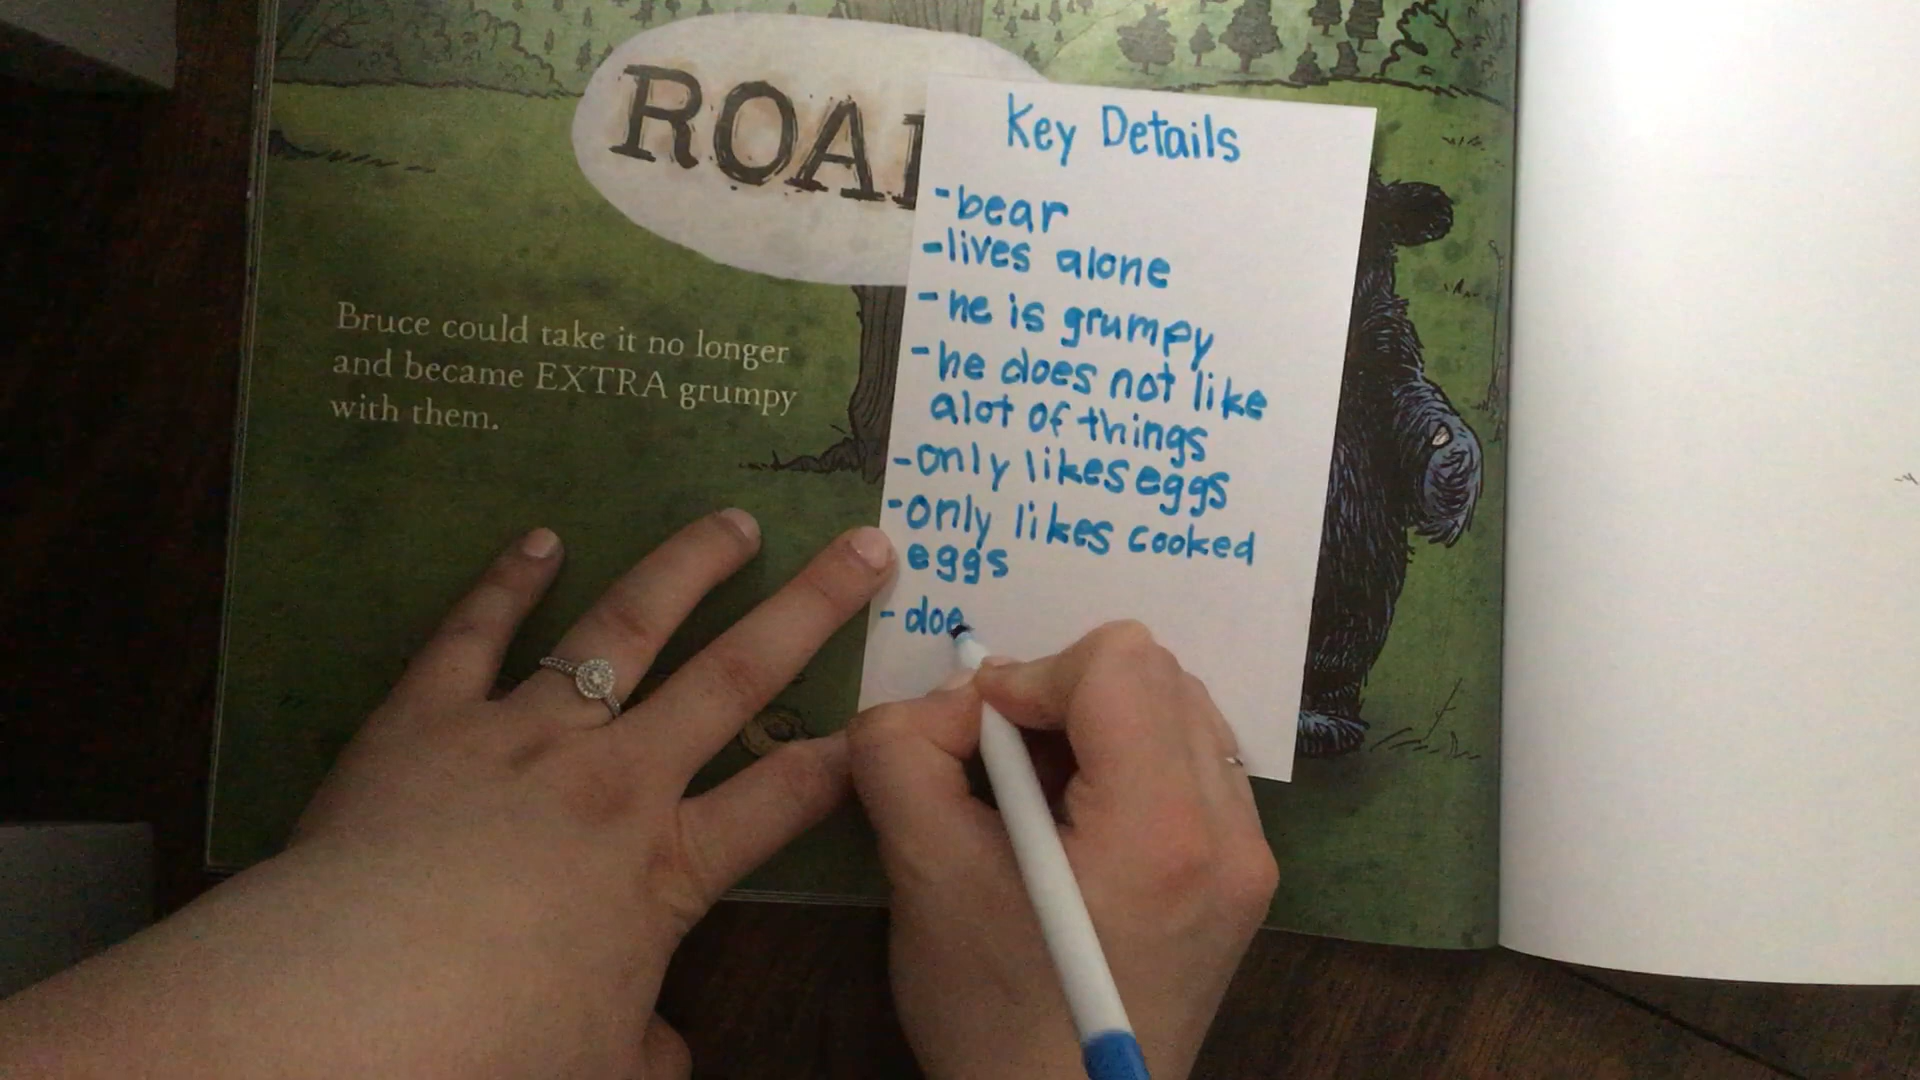 ROA
Bruce could take it no longer
and became EXTRA grumpy
with them.
Key Details
-bear
-lives alone
-he is grumpy
-he does not like
alot of things
-only likes eggs
-only likes cooked
eggs
-doe